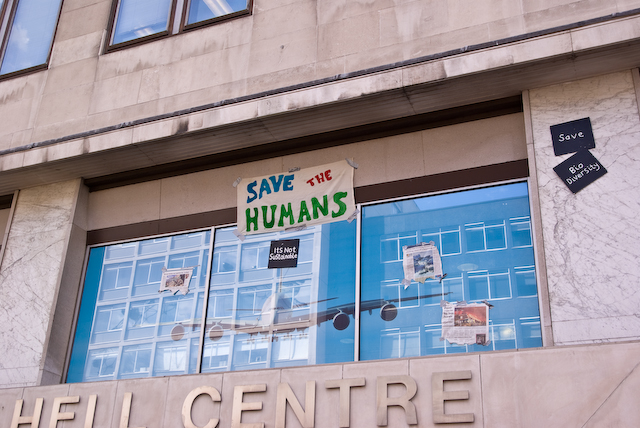 Save
Bio
Diversity
SAVE THE
HUMANS
ITS NOT
Sustainable
HELL CENTRE